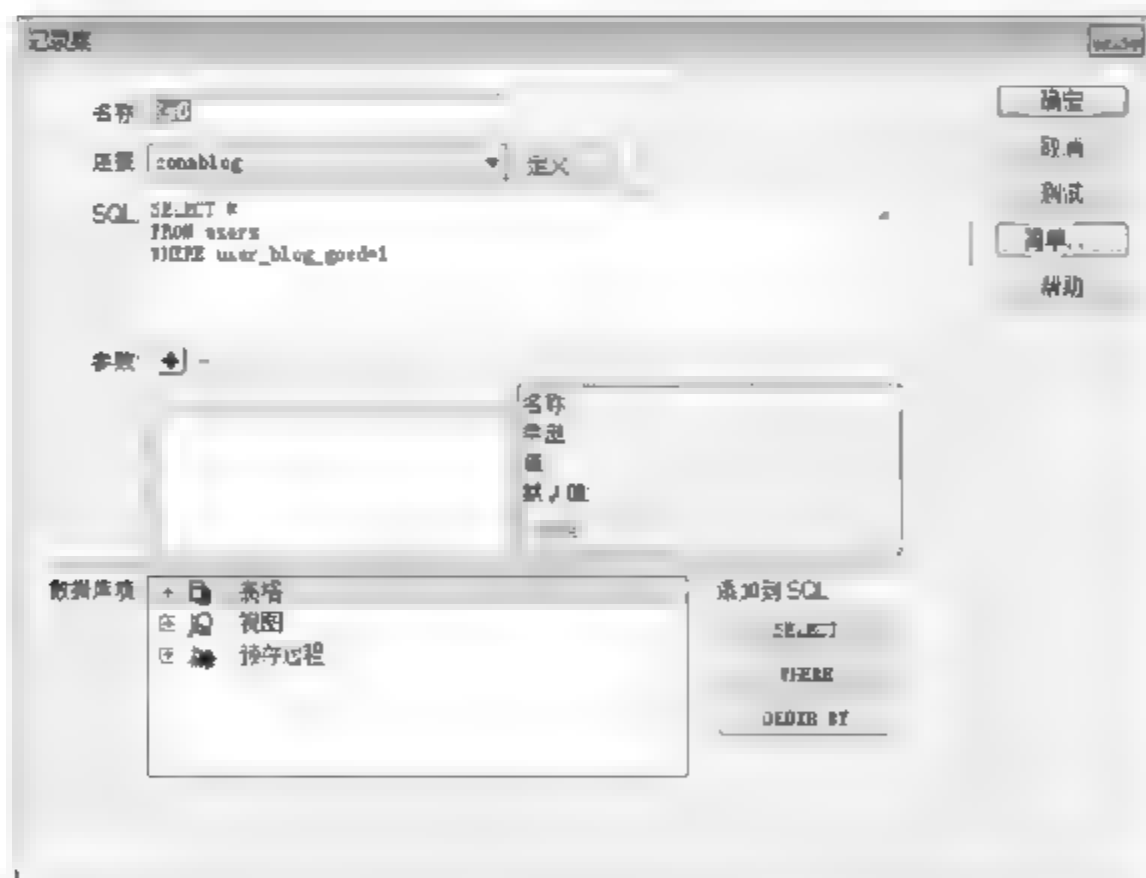 记录集
名称
确定
连接 connblog 定义
取消
SQL SELECT *
FROM users
WHERE user_blog_good=1
测试
简单...
帮助
参数
名称
类型
值
默认值
数据库项 表格
视图
预存过程
添加到 SQL
SELECT
WHERE
ORDER BY